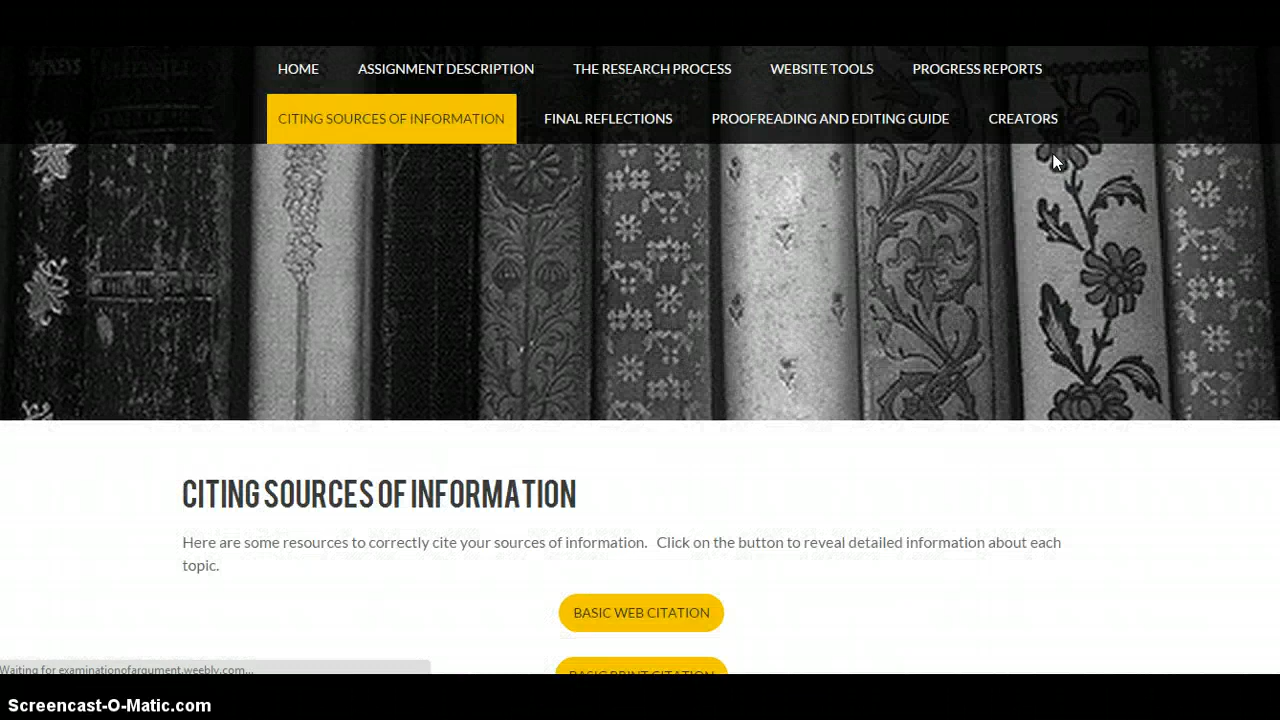 HOME ASSIGNMENT DESCRIPTION THE RESEARCH PROCESS WEBSITE TOOLS PROGRESS REPORTS
CITING SOURCES OF INFORMATION FINAL REFLECTIONS PROOFREADING AND EDITING GUIDE CREATORS
CITING SOURCES OF INFORMATION
Here are some resources to correctly cite your sources of information. Click on the button to reveal detailed information about each
topic.
BASIC WEB CITATION
Waiting for examinationofargument.weebly.com...
BASIC PRINT CITATION
Screencast-O-Matic.com